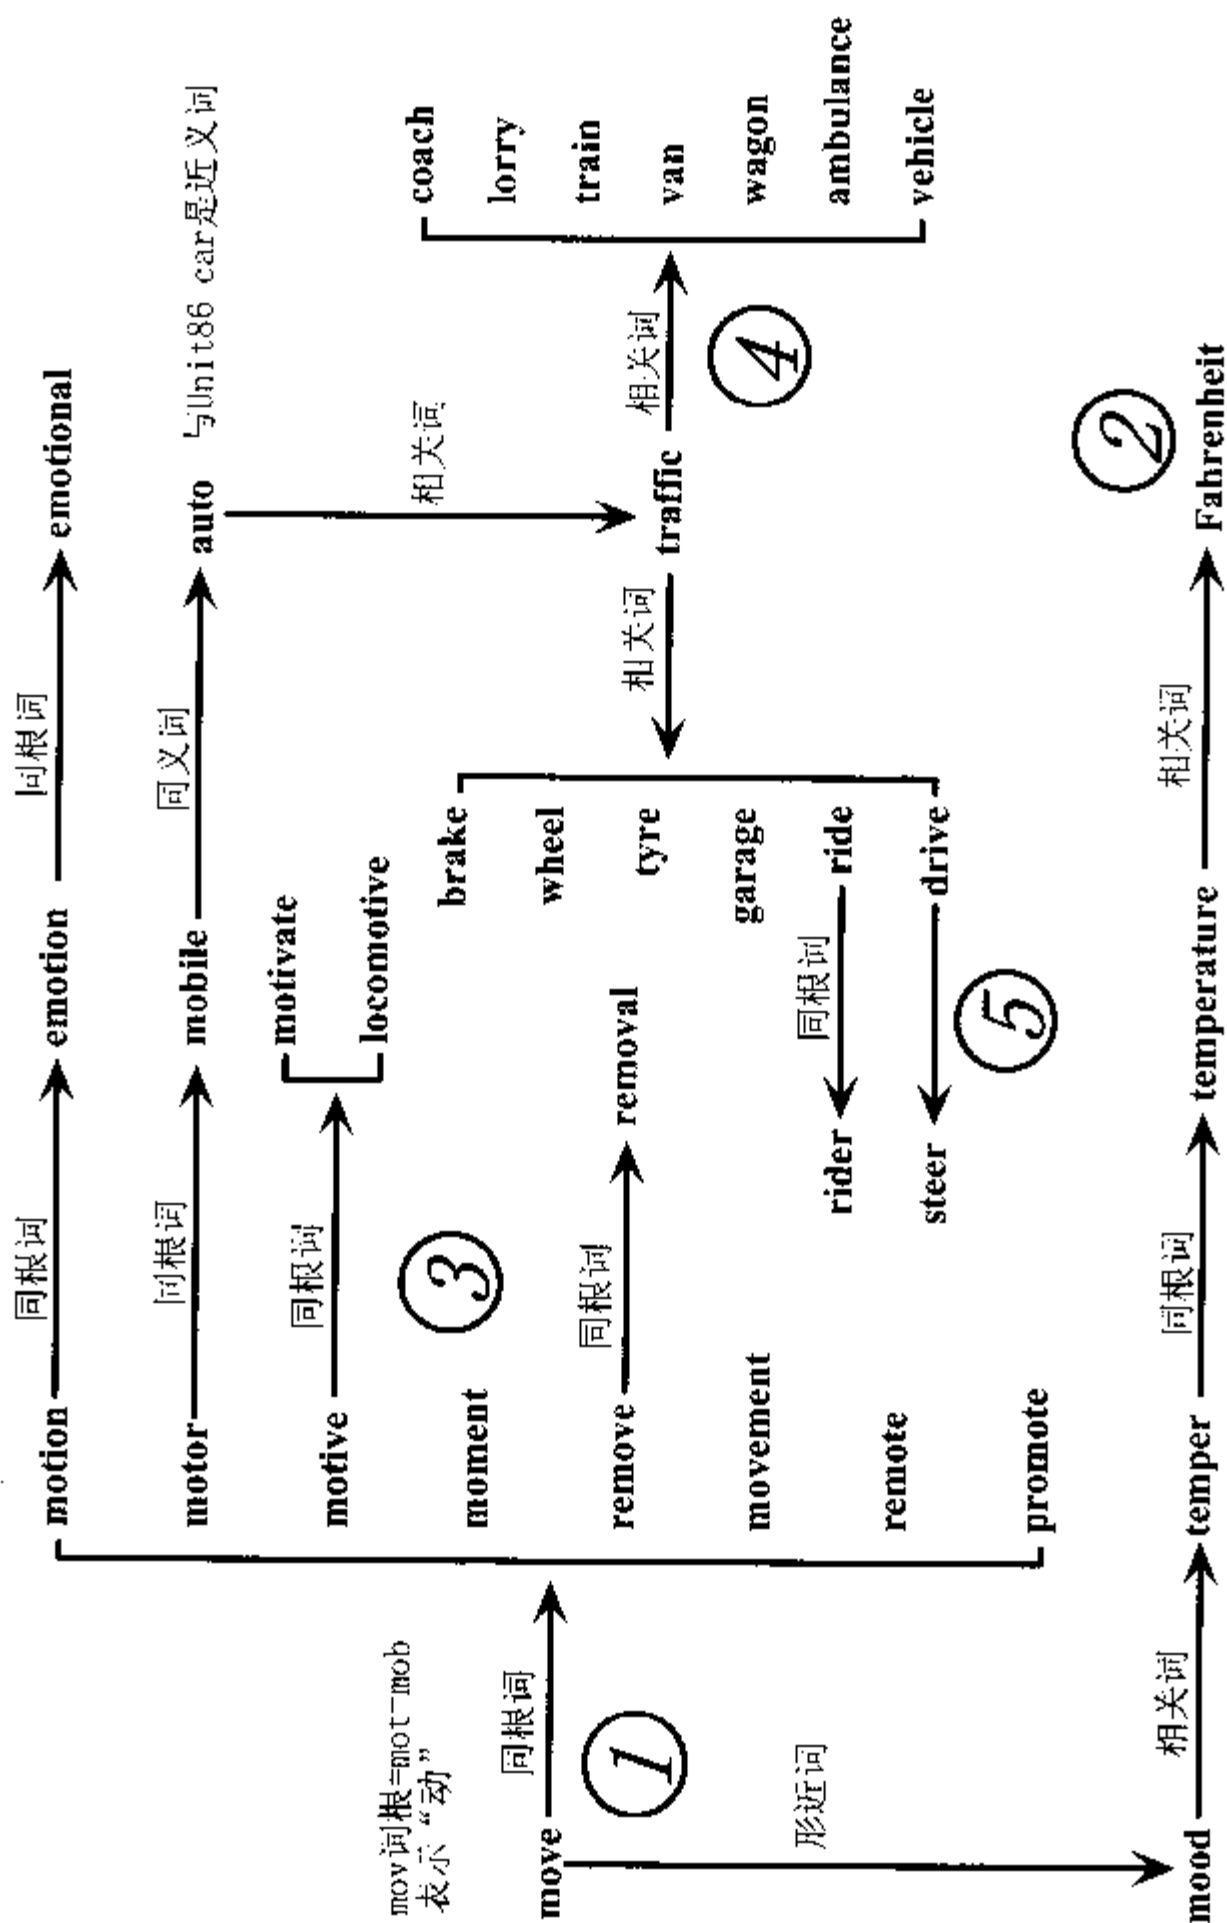 motion
同根词
emotion
同根词
emotional
motor
同根词
mobile
同义词
auto
与Unit86 car是近义词
motive
同根词
motivate
locomotive
相关词
mov词根=mot-mob
表示“动”
move
同根词
①
③
moment
remove
同根词
removal
movement
remote
promote
brake
wheel
tyre
garage
ride
drive
相关词
traffic
相关词
④
coach
lorry
train
van
wagon
ambulance
vehicle
同根词
rider
steer
⑤
形近词
mood
相关词
temper
同根词
temperature
相关词
Fahrenheit
②